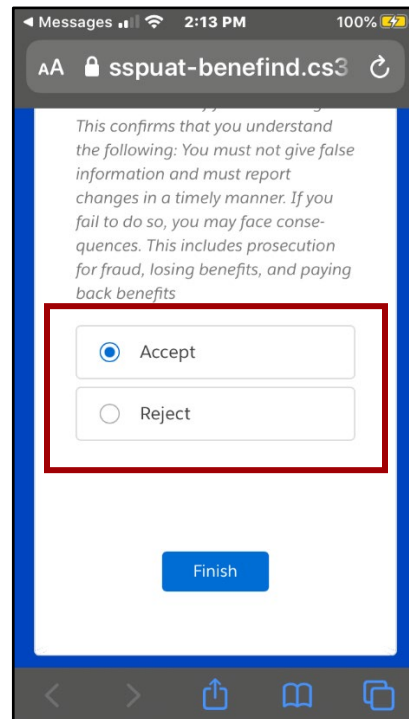 Messages 2:13 PM 100%
AA sspuat-benefind.cs3
This confirms that you understand
the following: You must not give false
information and must report
changes in a timely manner. If you
fail to do so, you may face conse-
quences. This includes prosecution
for fraud, losing benefits, and paying
back benefits
Accept
Reject
Finish